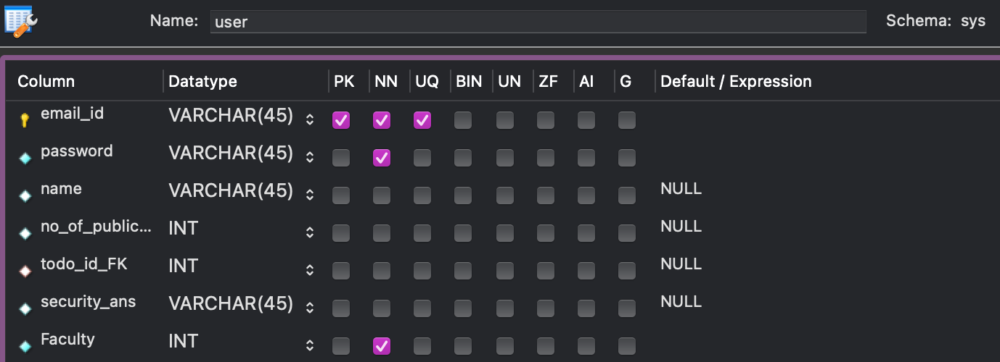 Name: user Schema: sys
Column Datatype PK NN UQ BIN UN ZF AI G Default / Expression
email_id VARCHAR(45)
password VARCHAR(45)
name VARCHAR(45) NULL
no_of_public... INT NULL
todo_id_FK INT NULL
security_ans VARCHAR(45) NULL
Faculty INT